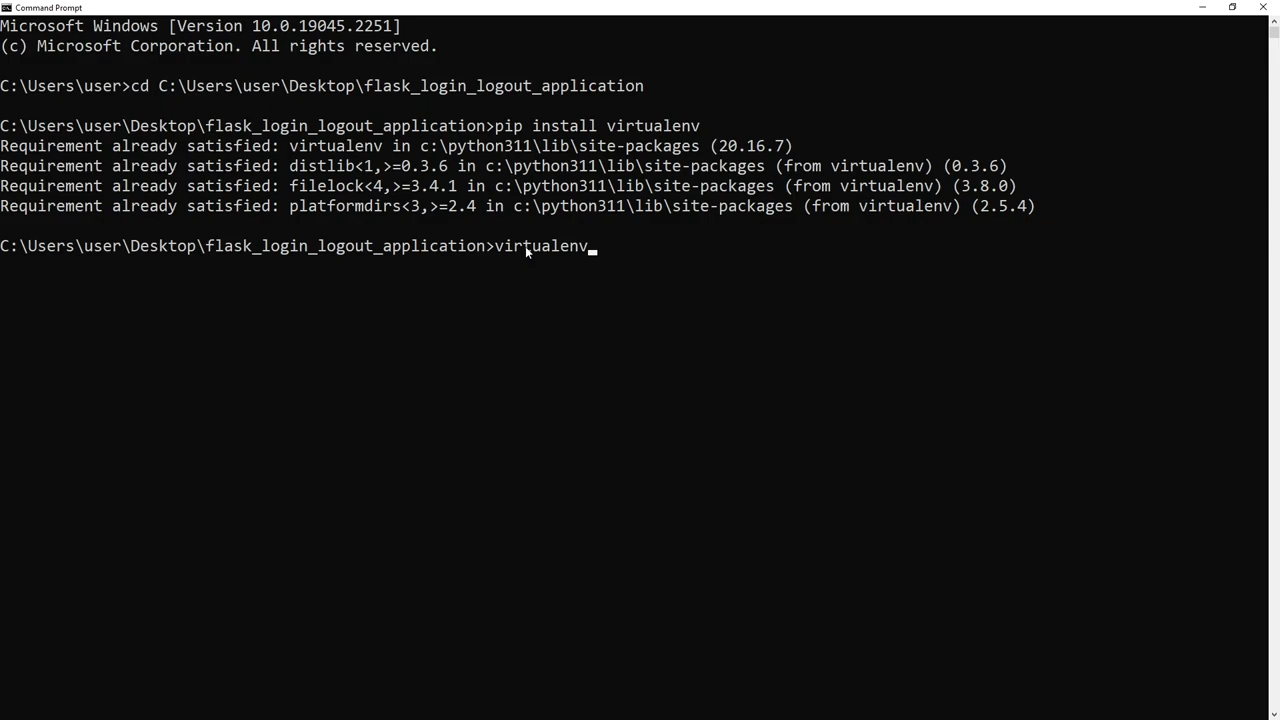 Command Prompt
Microsoft Windows [Version 10.0.19045.2251]
(c) Microsoft Corporation. All rights reserved.
C:\Users\user>cd C:\Users\user\Desktop\flask_login_logout_application
C:\Users\user\Desktop\flask_login_logout_application>pip install virtualenv
Requirement already satisfied: virtualenv in c:\python311\lib\site-packages (20.16.7)
Requirement already satisfied: distlib<1,>=0.3.6 in c:\python311\lib\site-packages (from virtualenv) (0.3.6)
Requirement already satisfied: filelock<4,>=3.4.1 in c:\python311\lib\site-packages (from virtualenv) (3.8.0)
Requirement already satisfied: platformdirs<3,>=2.4 in c:\python311\lib\site-packages (from virtualenv) (2.5.4)
C:\Users\user\Desktop\flask_login_logout_application>virtualenv